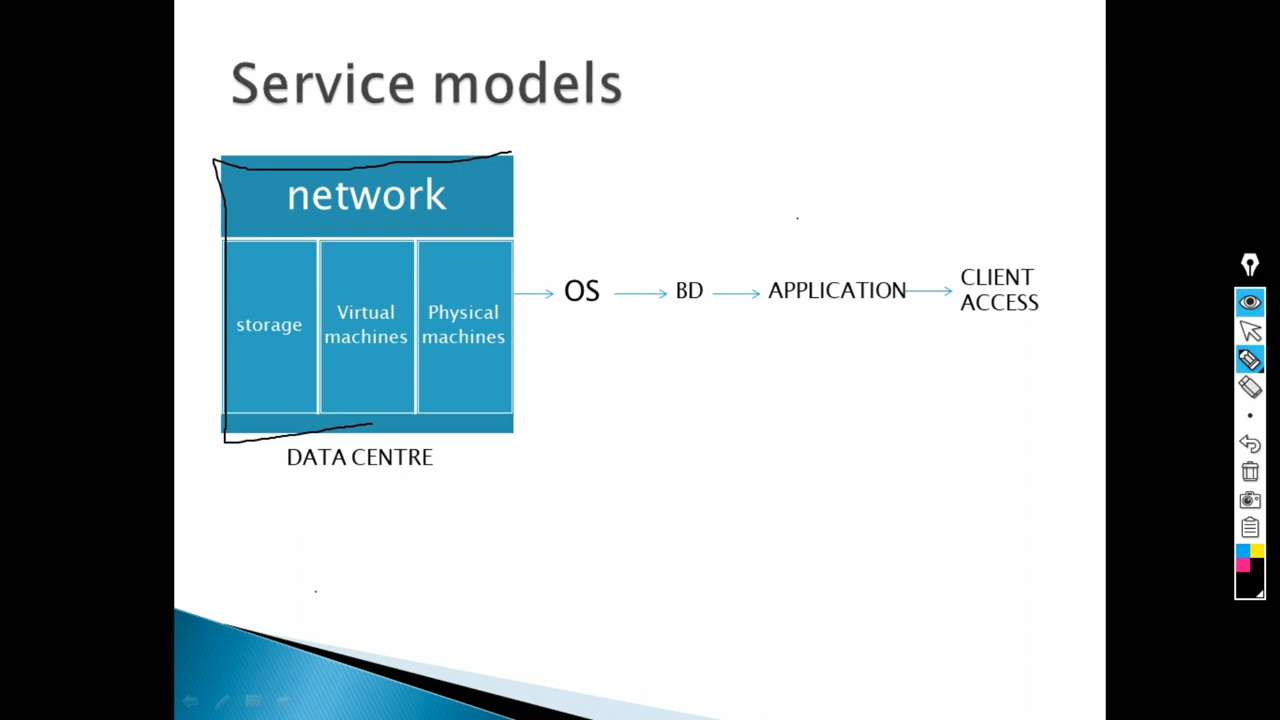 Service models
network
storage
Virtual
machines
Physical
machines
OS
BD
APPLICATION
CLIENT
ACCESS
DATA CENTRE